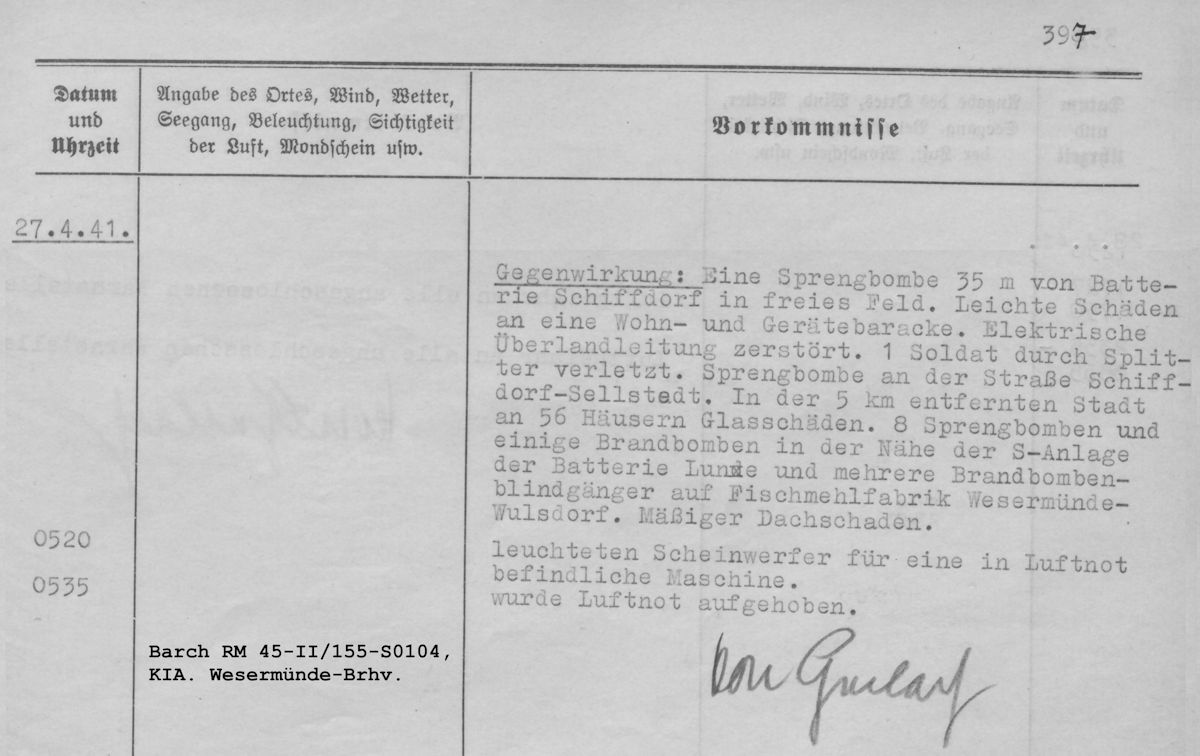 397
Datum
und
Uhrzeit
Angabe des Ortes, Wind, Wetter,
Seegang, Beleuchtung, Sichtigkeit
der Luft, Mondschein usw.
Vorkommnisse
27.4.41.
Gegenwirkung: Eine Sprengbombe 35 m von Batte-
rie Schiffdorf in freies Feld. Leichte Schäden
an eine Wohn- und Gerätebaracke. Elektrische
Überlandleitung zerstört. 1 Soldat durch Split-
ter verletzt. Sprengbombe an der Straße Schiff-
dorf-Sellstedt. In der 5 km entfernten Stadt
an 56 Häusern Glasschäden. 8 Sprengbomben und
einige Brandbomben in der Nähe der S-Anlage
der Batterie Lunde und mehrere Brandbomben-
blindgänger auf Fischmehlfabrik Wesermünde-
Wulsdorf. Mäßiger Dachschaden.
0520
leuchteten Scheinwerfer für eine in Luftnot
befindliche Maschine.
0535
wurde Luftnot aufgehoben.
Barch RM 45-II/155-S0104,
KIA. Wesermünde-Brhv.
von